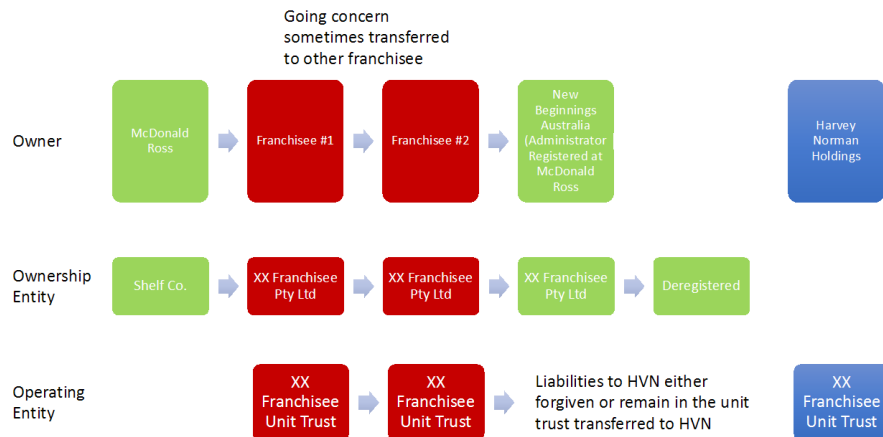 Going concern
sometimes transferred
to other franchisee
Owner
McDonald
Ross
Franchisee #1
Franchisee #2
New
Beginnings
Australia
(Administrator
Registered at
McDonald
Ross
Harvey
Norman
Holdings
Ownership
Entity
Shelf Co.
XX Franchisee
Pty Ltd
XX Franchisee
Pty Ltd
XX Franchisee
Pty Ltd
Deregistered
Operating
Entity
XX
Franchisee
Unit Trust
XX
Franchisee
Unit Trust
Liabilities to HVN either
forgiven or remain in the unit
trust transferred to HVN
XX
Franchisee
Unit Trust